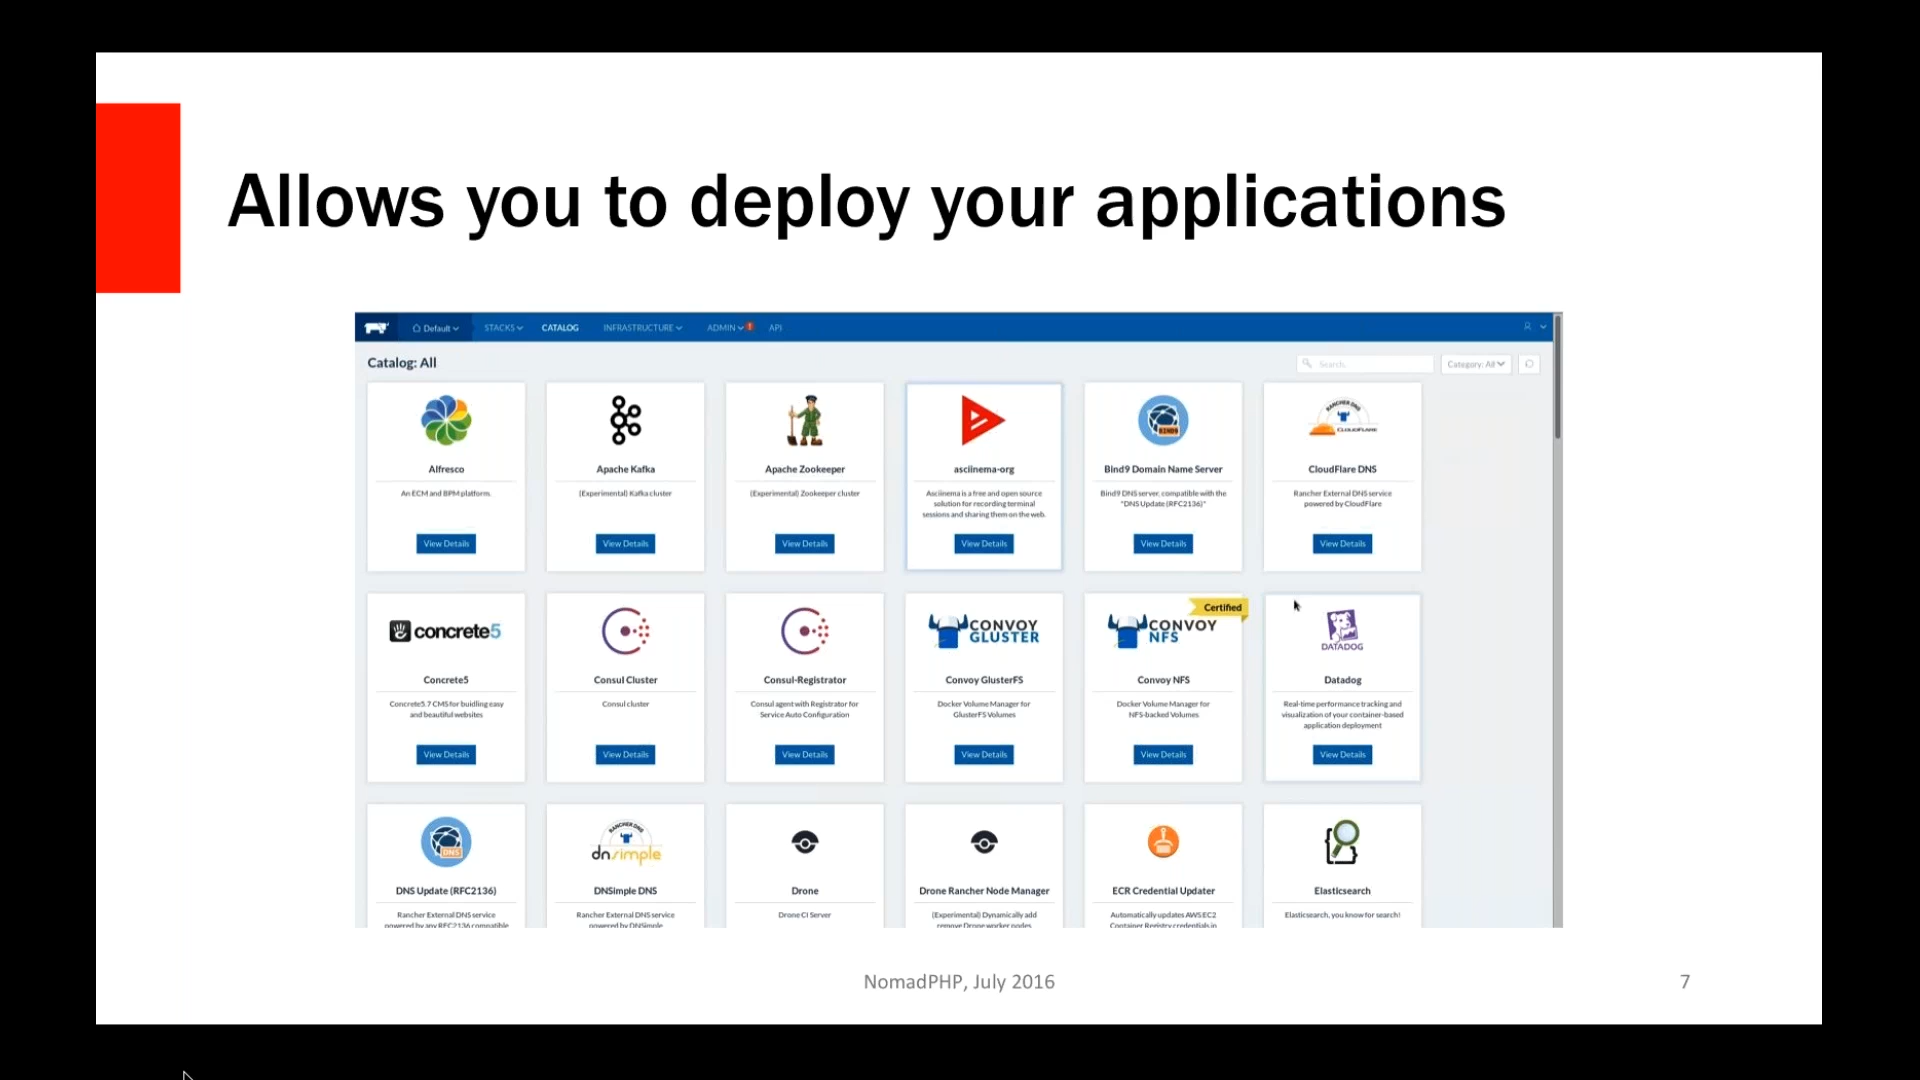 Allows you to deploy your applications
Default STACKS CATALOG INFRASTRUCTURE ADMIN ! API
Catalog: All
Search, Category: All
RANCHER DNS
BIND9
CLOUDFLARE
Alfresco Apache Kafka Apache Zookeeper asciinema-org Bind9 Domain Name Server CloudFlare DNS
An ECM and BPM platform. (Experimental) Kafka cluster (Experimental) Zookeeper cluster Asciinema is a free and open source Bind9 DNS server, compatible with the Rancher External DNS service
solution for recording terminal "DNS Update (RFC2136)" powered by CloudFlare
sessions and sharing them on the web.
View Details View Details View Details View Details View Details View Details
Certified
concrete5 CONVOY CONVOY
GLUSTER NFS
DATADOG
Concrete5 Consul Cluster Consul-Registrator Convoy GlusterFS Convoy NFS Datadog
Concrete5.7 CMS for buidling easy Consul cluster Consul agent with Registrator for Docker Volume Manager for Docker Volume Manager for Real-time performance tracking and
and beautiful websites Service Auto Configuration GlusterFS Volumes NFS-backed Volumes visualization of your container-based
application deployment
View Details View Details View Details View Details View Details View Details
RANCHER DNS
DNS dnsimple
DNS Update (RFC2136) DNSimple DNS Drone Drone Rancher Node Manager ECR Credential Updater Elasticsearch
Rancher External DNS service Rancher External DNS service Drone CI Server (Experimental) Dynamically add Automatically updates AWS EC2 Elasticsearch, you know for search!
powered by any RFC2136 compatible powered by DNSimple remove Drone worker nodes Container Registry credentials in
NomadPHP, July 2016 7